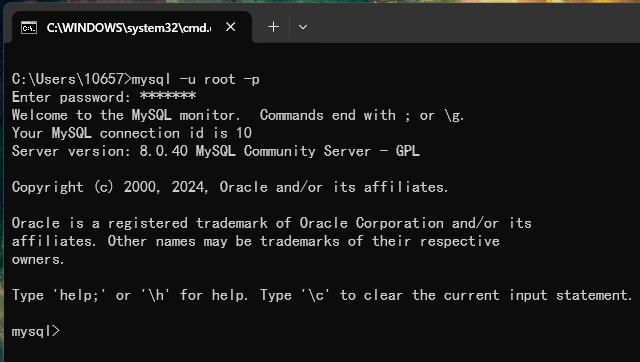 C:\WINDOWS\system32\cmd.
C:\Users\10657>mysql -u root -p
Enter password: *******
Welcome to the MySQL monitor.  Commands end with ; or \g.
Your MySQL connection id is 10
Server version: 8.0.40 MySQL Community Server - GPL
Copyright (c) 2000, 2024, Oracle and/or its affiliates.
Oracle is a registered trademark of Oracle Corporation and/or its
affiliates. Other names may be trademarks of their respective
owners.
Type 'help;' or '\h' for help. Type '\c' to clear the current input statement.
mysql>